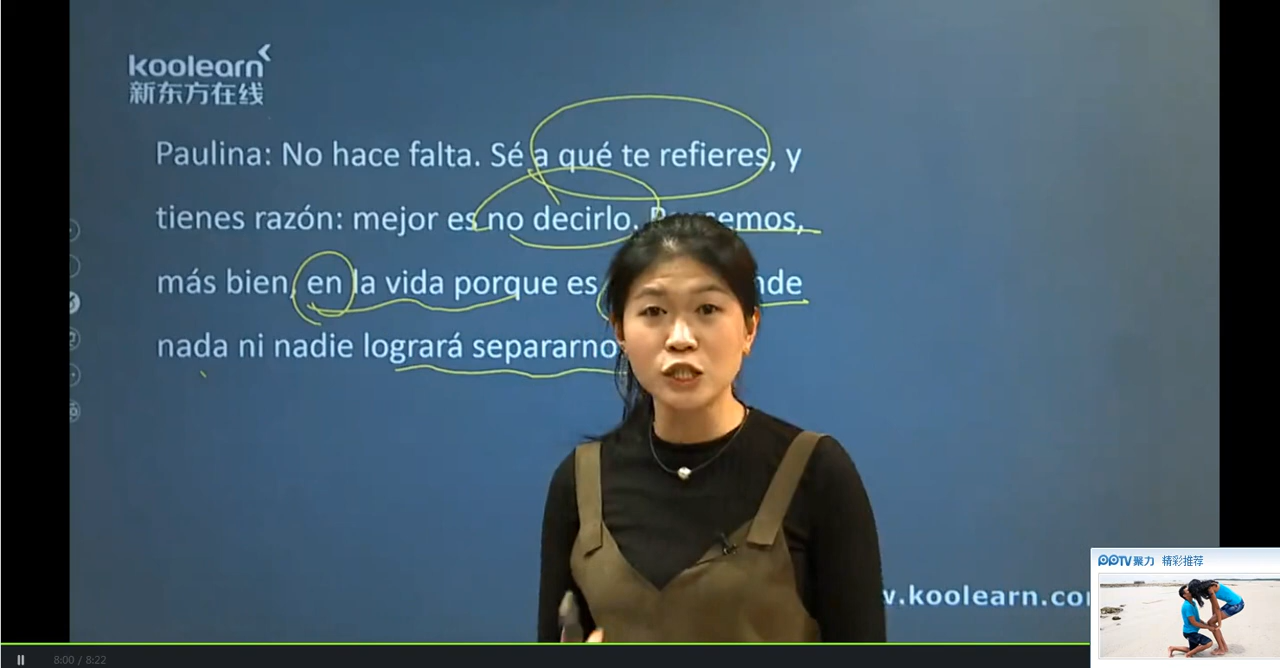 koolearn
新东方在线
Paulina: No hace falta. Sé a qué te refieres, y
tienes razón: mejor es no decirlo.
más bien, en la vida porque es
nada ni nadie logrará
.koolearn.co
PPTV聚力 精彩推荐
8:00 / 8:22